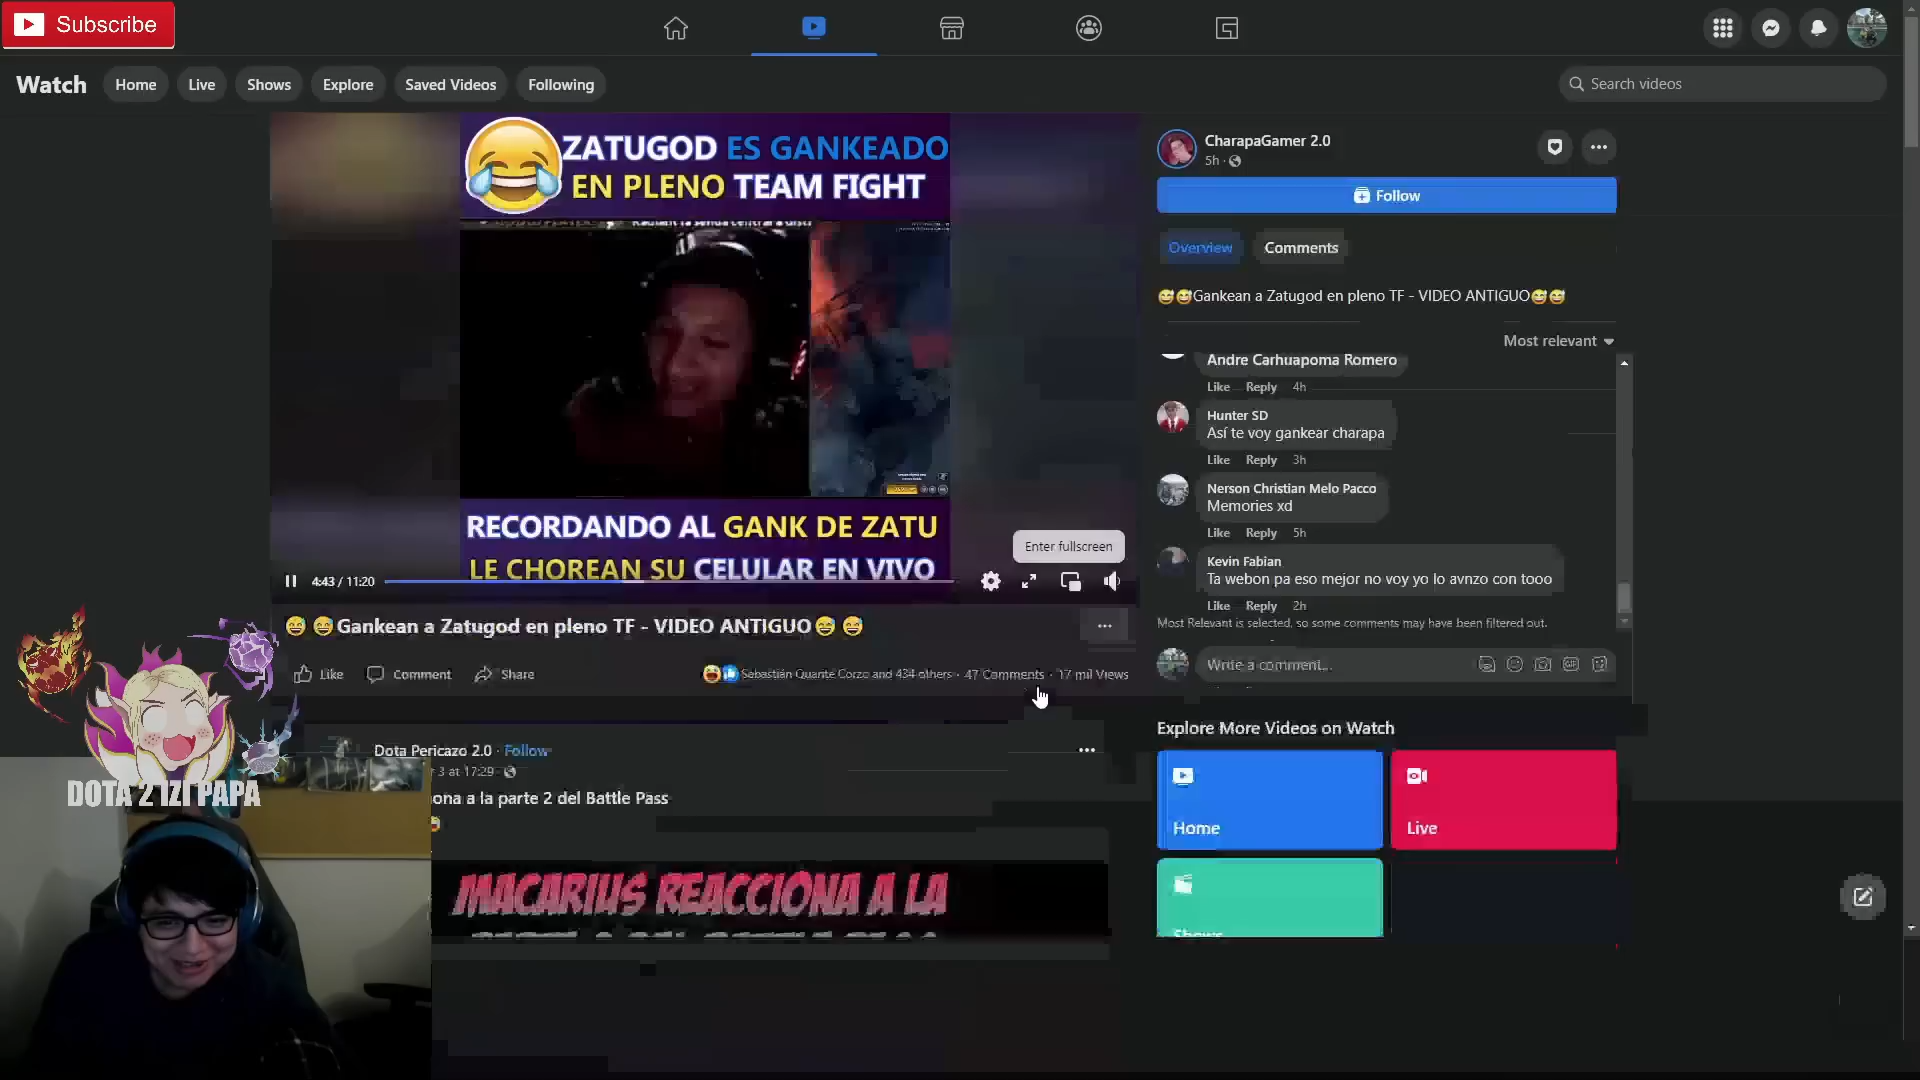 Subscribe
Watch
Home
Live
Shows
Explore
Saved Videos
Following
Search videos
ZATUGOD ES GANKEADO
EN PLENO TEAM FIGHT
RECORDANDO AL GANK DE ZATU
LE CHOREAN SU CELULAR EN VIVO
Enter fullscreen
4:43 / 11:20
😅 😅Gankean a Zatugod en pleno TF - VIDEO ANTIGUO😅 😅
Like
Comment
Share
Sebastián Quante Corzo and 434 others · 47 Comments · 17 mil Views
Dota Pericazo 2.0 · Follow
r 3 at 17:29
ona a la parte 2 del Battle Pass
MACARIUS REACCIONA A LA
DOTA 2 IZI PAPA
CharapaGamer 2.0
5h
Follow
Overview
Comments
😅😅Gankean a Zatugod en pleno TF - VIDEO ANTIGUO😅😅
Most relevant
Andre Carhuapoma Romero
Like Reply 4h
Hunter SD
Así te voy gankear charapa
Like Reply 3h
Nerson Christian Melo Pacco
Memories xd
Like Reply 5h
Kevin Fabian
Ta webon pa eso mejor no voy yo lo avnzo con tooo
Like Reply 2h
Most Relevant is selected, so some comments may have been filtered out.
Write a comment...
Explore More Videos on Watch
Home
Live
Shows